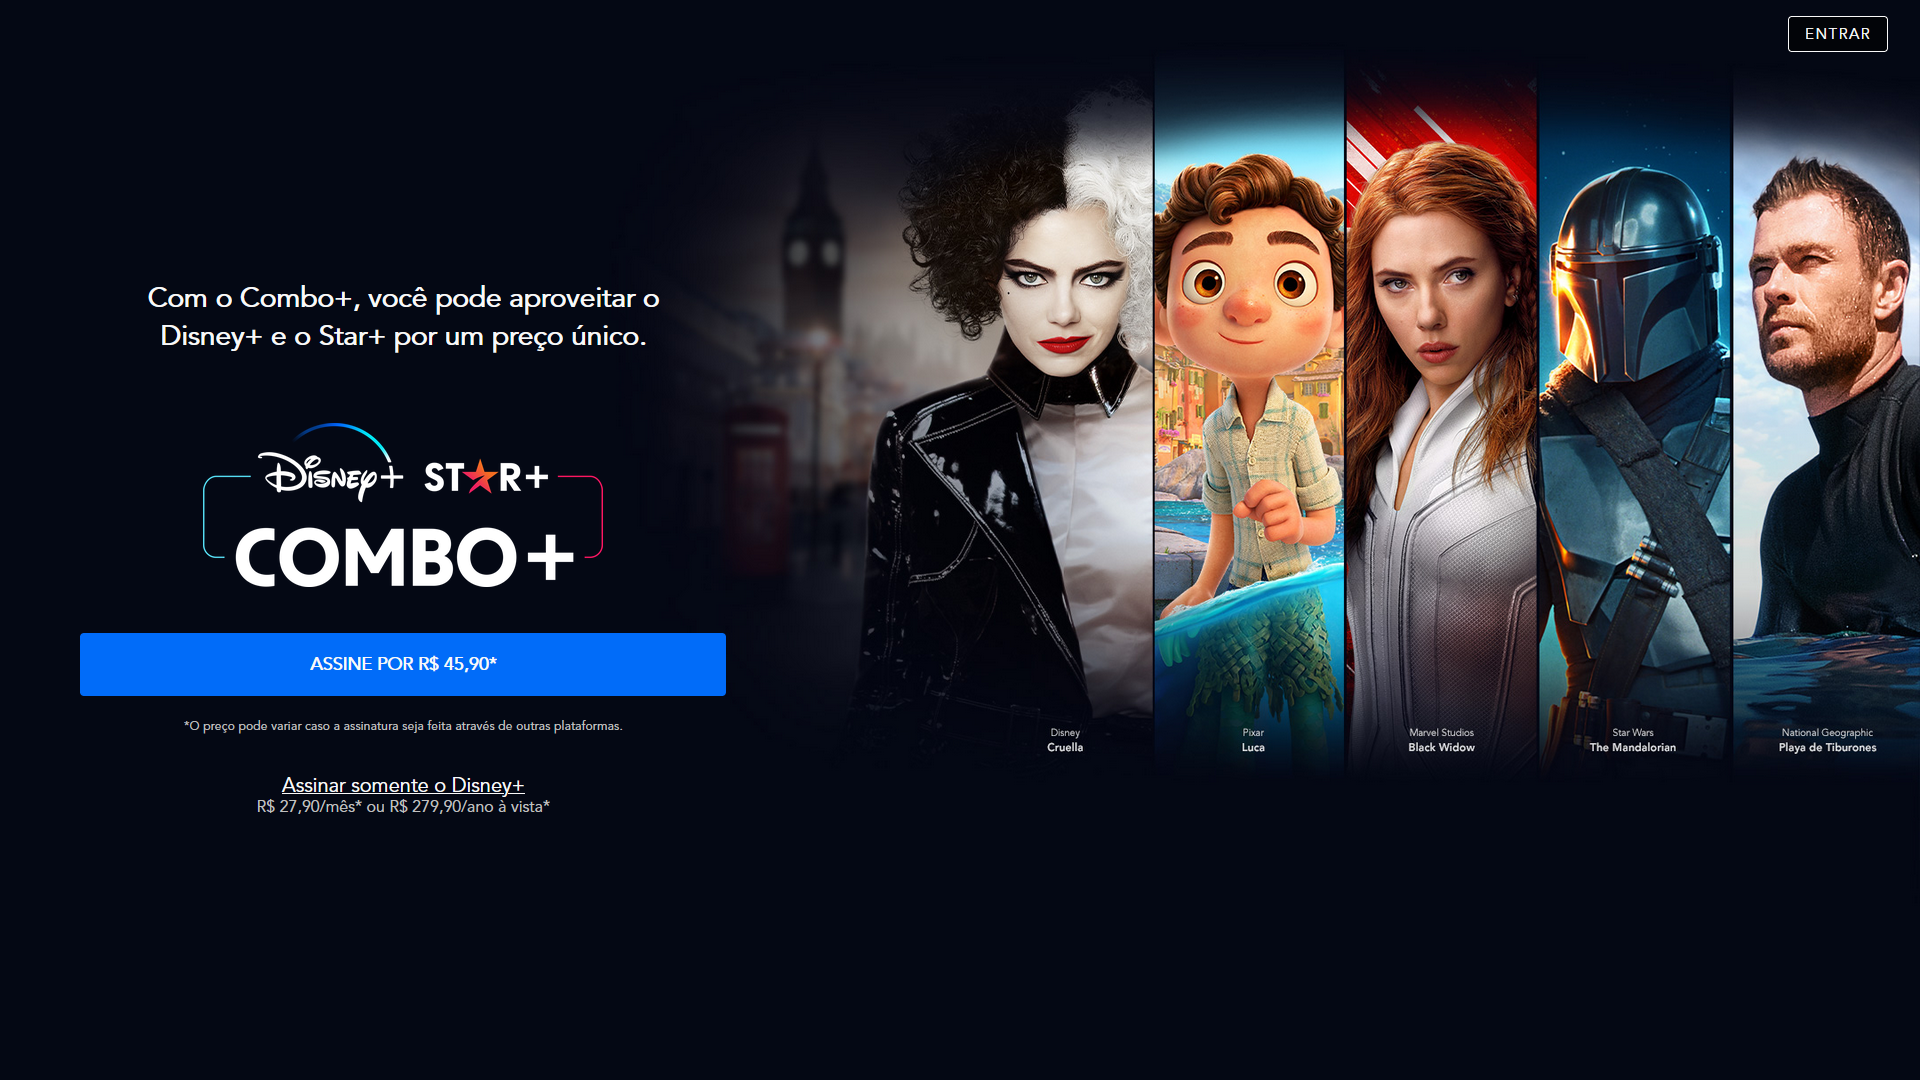 ENTRAR
Com o Combo+, você pode aproveitar o
Disney+ e o Star+ por um preço único.
Disney+ STAR+
COMBO+
ASSINE POR R$ 45,90*
*O preço pode variar caso a assinatura seja feita através de outras plataformas.
Assinar somente o Disney+
R$ 27,90/mês* ou R$ 279,90/ano à vista*
Disney
Cruella
Pixar
Luca
Marvel Studios
Black Widow
Star Wars
The Mandalorian
National Geographic
Playa de Tiburones